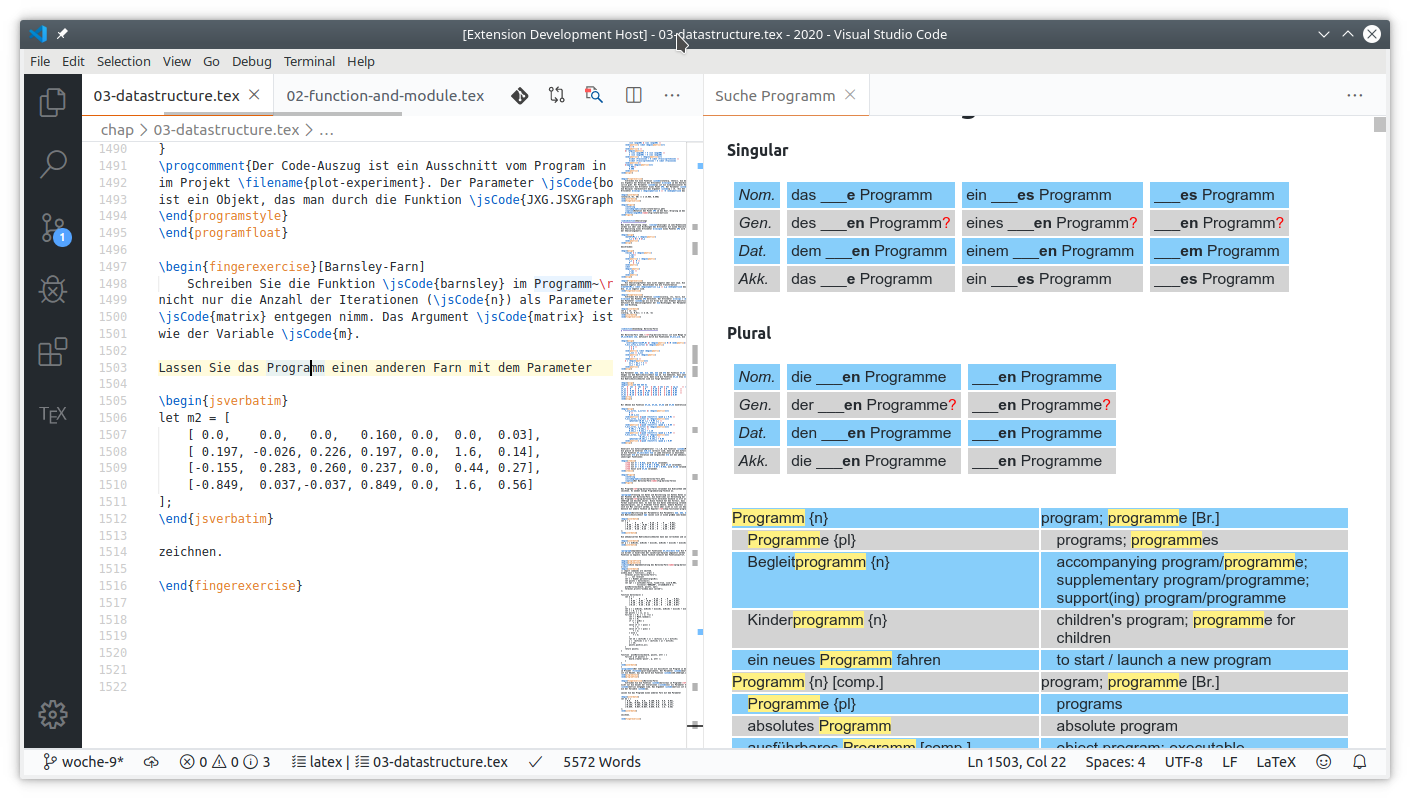 [Extension Development Host] - 03-datastructure.tex - 2020 - Visual Studio Code
File Edit Selection View Go Debug Terminal Help
03-datastructure.tex 02-function-and-module.tex
chap > 03-datastructure.tex > ...
1490 }
1491 \progcomment{Der Code-Auszug ist ein Ausschnitt vom Program in
1492 im Projekt \filename{plot-experiment}. Der Parameter \jsCode{bo
1493 ist ein Objekt, das man durch die Funktion \jsCode{JXG.JSXGraph
1494 \end{programstyle}
1495 \end{programfloat}
1496
1497 \begin{fingerexercise}[Barnsley-Farn]
1498 Schreiben Sie die Funktion \jsCode{barnsley} im Programm~\r
1499 nicht nur die Anzahl der Iterationen (\jsCode{n}) als Parameter
1500 \jsCode{matrix} entgegen nimm. Das Argument \jsCode{matrix} ist
1501 wie der Variable \jsCode{m}.
1502
1503 Lassen Sie das Programm einen anderen Farn mit dem Parameter
1504
1505 \begin{jsverbatim}
1506 let m2 = [
1507 [ 0.0, 0.0, 0.0, 0.160, 0.0, 0.0, 0.03],
1508 [ 0.197, -0.026, 0.226, 0.197, 0.0, 1.6, 0.14],
1509 [-0.155, 0.283, 0.260, 0.237, 0.0, 0.44, 0.27],
1510 [-0.849, 0.037,-0.037, 0.849, 0.0, 1.6, 0.56]
1511 ];
1512 \end{jsverbatim}
1513
1514 zeichnen.
1515
1516 \end{fingerexercise}
1517
1518
1519
1520
1521
1522
Suche Programm
Singular
Nom. das ___e Programm ein ___es Programm ___es Programm
Gen. des ___en Programm? eines ___en Programm? ___en Programm?
Dat. dem ___en Programm einem ___en Programm ___em Programm
Akk. das ___e Programm ein ___es Programm ___es Programm
Plural
Nom. die ___en Programme ___en Programme
Gen. der ___en Programme? ___en Programme?
Dat. den ___en Programme ___en Programme
Akk. die ___en Programme ___en Programme
Programm {n} program; programme [Br.]
Programme {pl} programs; programmes
Begleitprogramm {n} accompanying program/programme;
supplementary program/programme;
support(ing) program/programme
Kinderprogramm {n} children's program; programme for
children
ein neues Programm fahren to start / launch a new program
Programm {n} [comp.] program; programme [Br.]
Programme {pl} programs
absolutes Programm absolute program
ausführbares Programm [comp.] object program; executable
TEX
1
woche-9* 0 0 3 latex | 03-datastructure.tex 5572 Words Ln 1503, Col 22 Spaces: 4 UTF-8 LF LaTeX